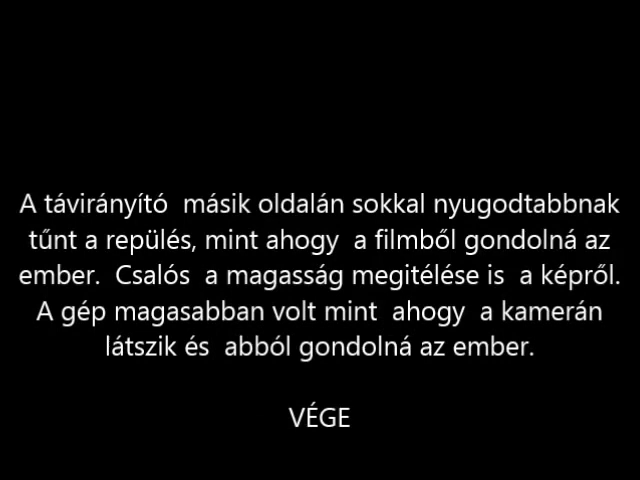 A távirányító  másik oldalán sokkal nyugodtabbnak
tűnt a repülés, mint ahogy  a filmből gondolná az
ember.  Csalós  a magasság megitélése is  a képről.
A gép magasabban volt mint  ahogy  a kamerán
látszik és  abból gondolná az ember.
VÉGE